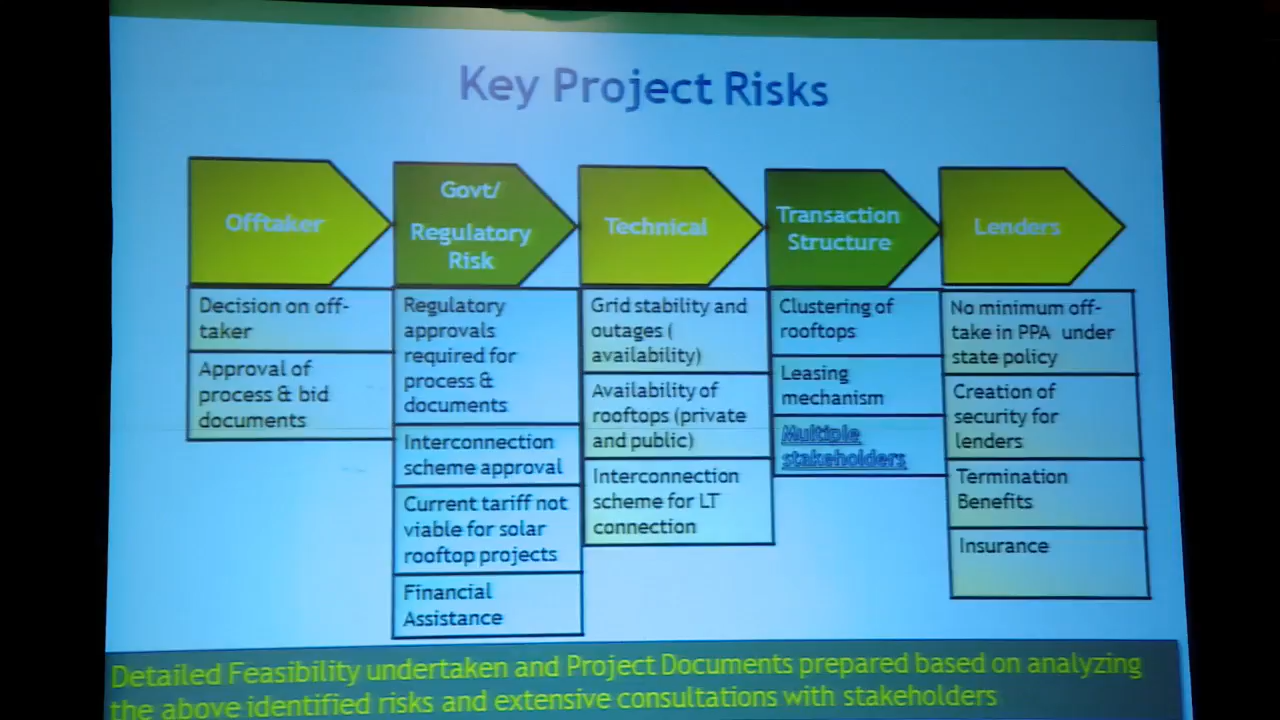 Key Project Risks
Offtaker
Decision on off-
taker
Approval of
process & bid
documents
Govt/
Regulatory
Risk
Regulatory
approvals
required for
process &
documents
Interconnection
scheme approval
Current tariff not
viable for solar
rooftop projects
Financial
Assistance
Technical
Grid stability and
outages (
availability)
Availability of
rooftops (private
and public)
Interconnection
scheme for LT
connection
Transaction
Structure
Clustering of
rooftops
Leasing
mechanism
Multiple
stakeholders
Lenders
No minimum off-
take in PPA under
state policy
Creation of
security for
lenders
Termination
Benefits
Insurance
Detailed Feasibility undertaken and Project Documents prepared based on analyzing
the above identified risks and extensive consultations with stakeholders